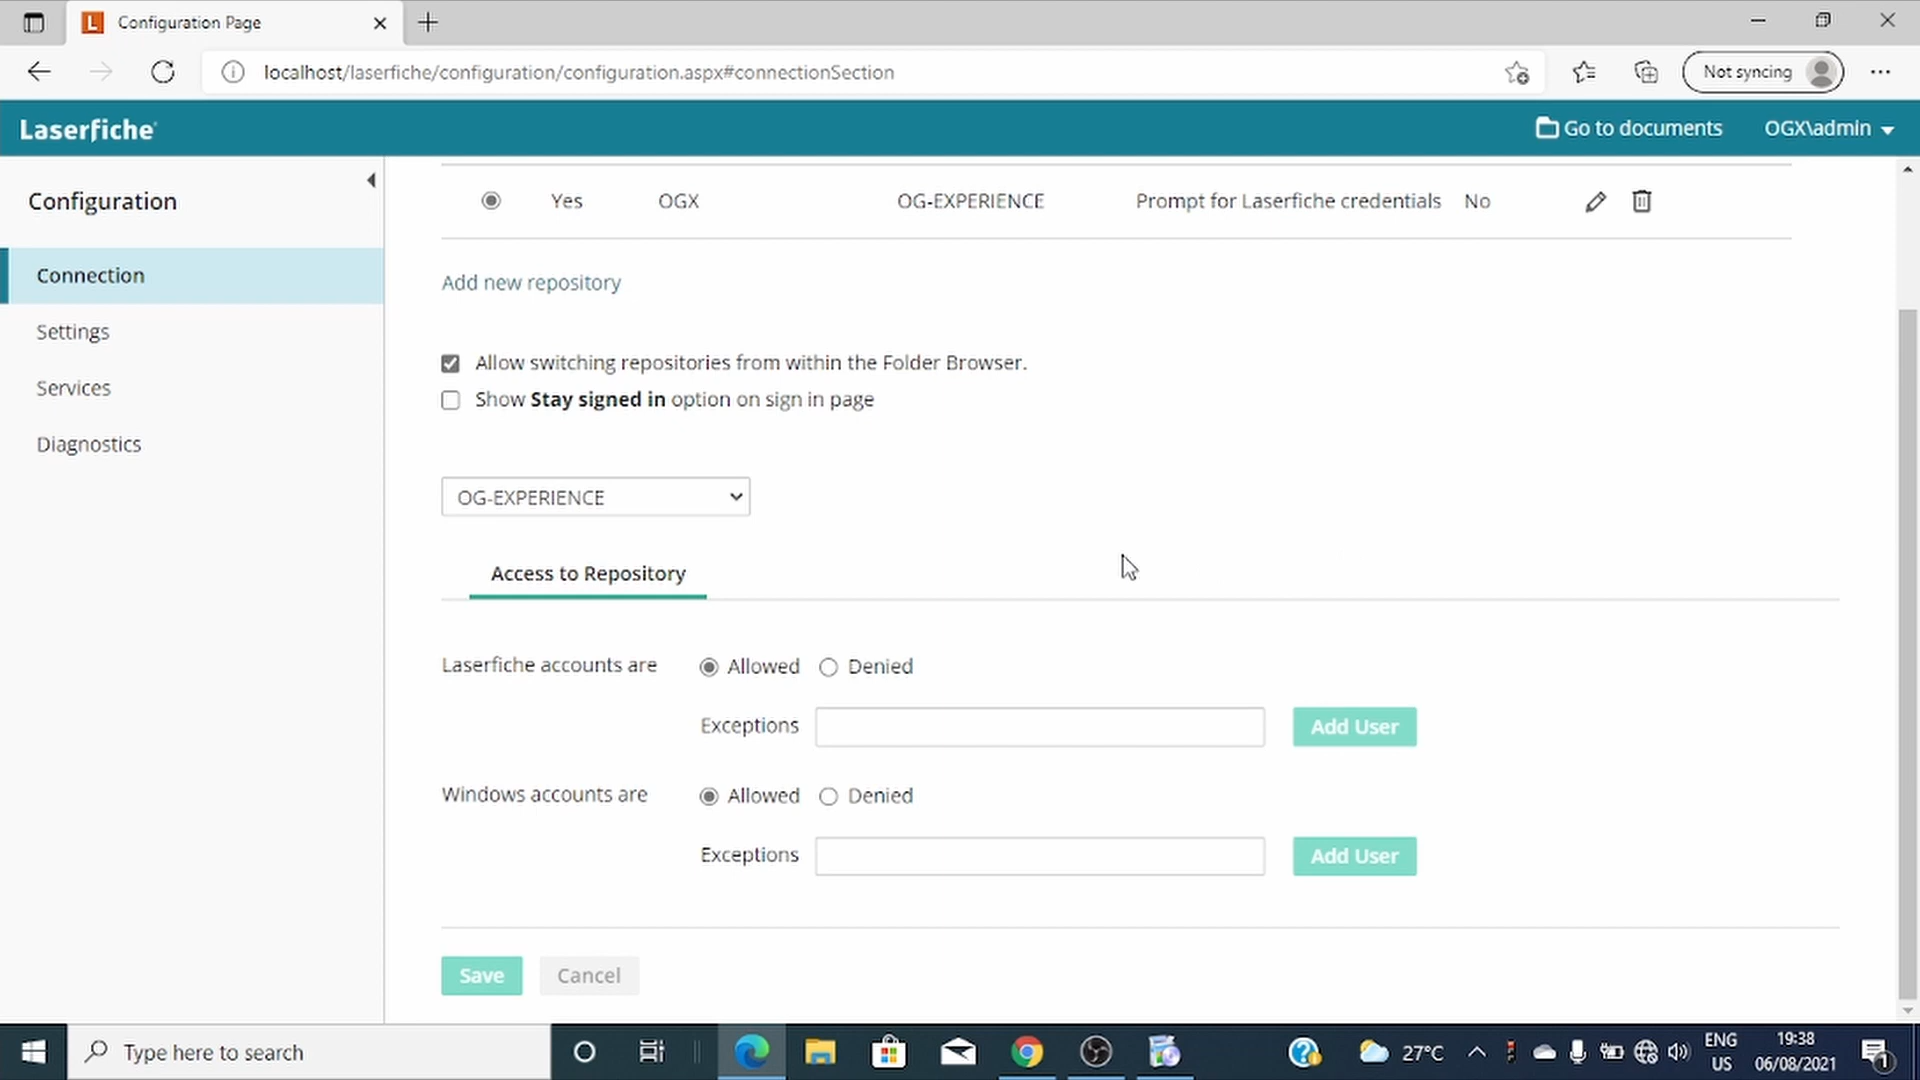 Configuration Page
localhost/laserfiche/configuration/configuration.aspx#connectionSection
Not syncing
Laserfiche
Go to documents
OGX\admin
Configuration
Connection
Settings
Services
Diagnostics
Yes OGX OG-EXPERIENCE Prompt for Laserfiche credentials No
Add new repository
Allow switching repositories from within the Folder Browser.
Show Stay signed in option on sign in page
OG-EXPERIENCE
Access to Repository
Laserfiche accounts are Allowed Denied
Exceptions Add User
Windows accounts are Allowed Denied
Exceptions Add User
Save Cancel
Type here to search
27°C
ENG
US
19:38
06/08/2021
1